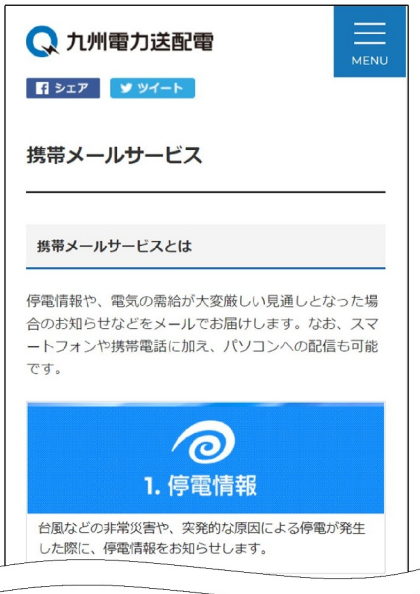 九州電力送配電
MENU
シェア
ツイート
携帯メールサービス
携帯メールサービスとは
停電情報や、電気の需給が大変厳しい見通しとなった場
合のお知らせなどをメールでお届けします。なお、スマ
ートフォンや携帯電話に加え、パソコンへの配信も可能
です。
1. 停電情報
台風などの非常災害や、突発的な原因による停電が発生
した際に、停電情報をお知らせします。